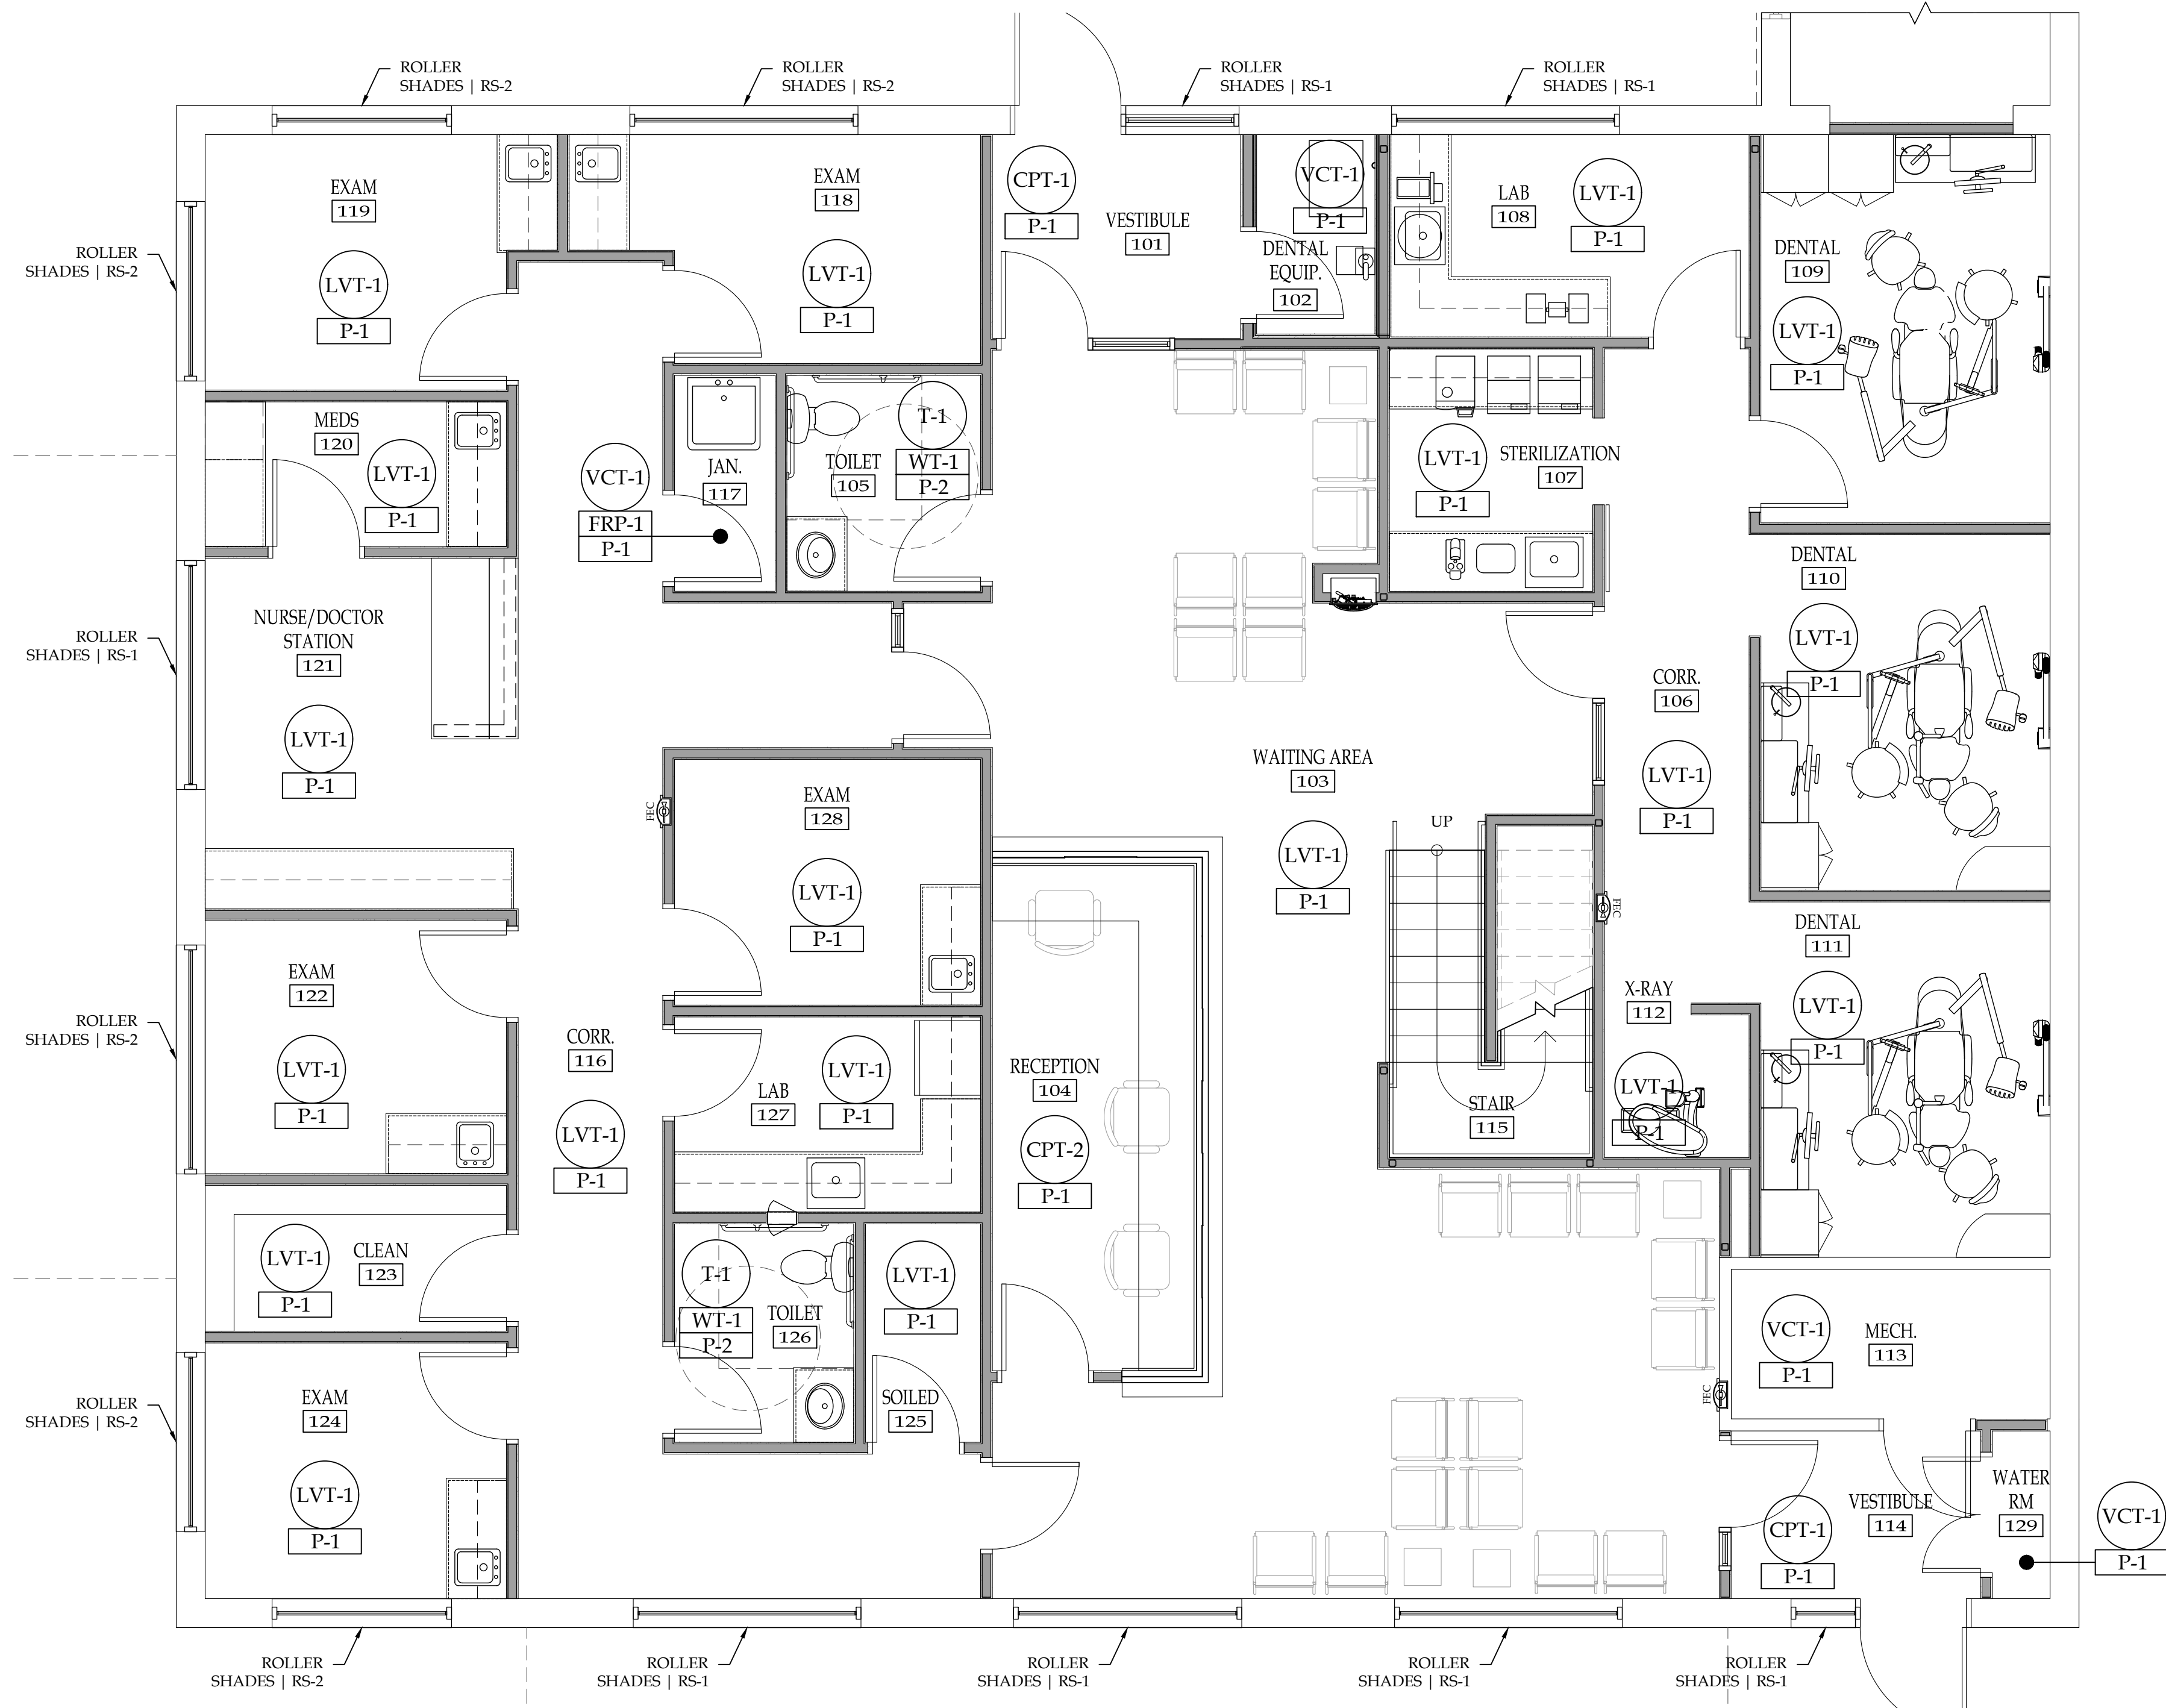 ROLLER
SHADES | RS-2
ROLLER
SHADES | RS-2
ROLLER
SHADES | RS-1
ROLLER
SHADES | RS-1
EXAM
119
LVT-1
P-1
EXAM
118
LVT-1
P-1
CPT-1
P-1
VESTIBULE
101
VCT-1
P-1
DENTAL
EQUIP.
102
LAB
108
LVT-1
P-1
DENTAL
109
LVT-1
P-1
ROLLER
SHADES | RS-2
MEDS
120
LVT-1
P-1
VCT-1
FRP-1
P-1
JAN.
117
TOILET
105
T-1
WT-1
P-2
LVT-1
P-1
STERILIZATION
107
DENTAL
110
LVT-1
P-1
ROLLER
SHADES | RS-1
NURSE/DOCTOR
STATION
121
LVT-1
P-1
CORR.
106
LVT-1
P-1
WAITING AREA
103
LVT-1
P-1
FEC
EXAM
128
LVT-1
P-1
UP
FEC
DENTAL
111
LVT-1
P-1
ROLLER
SHADES | RS-2
EXAM
122
LVT-1
P-1
CORR.
116
LVT-1
P-1
LAB
127
LVT-1
P-1
RECEPTION
104
CPT-2
P-1
STAIR
115
X-RAY
112
LVT-1
P-1
LVT-1
P-1
CLEAN
123
T-1
WT-1
P-2
TOILET
126
LVT-1
P-1
SOILED
125
VCT-1
P-1
MECH.
113
FEC
ROLLER
SHADES | RS-2
EXAM
124
LVT-1
P-1
CPT-1
P-1
VESTIBULE
114
WATER
RM
129
VCT-1
P-1
ROLLER
SHADES | RS-2
ROLLER
SHADES | RS-1
ROLLER
SHADES | RS-1
ROLLER
SHADES | RS-1
ROLLER
SHADES | RS-1